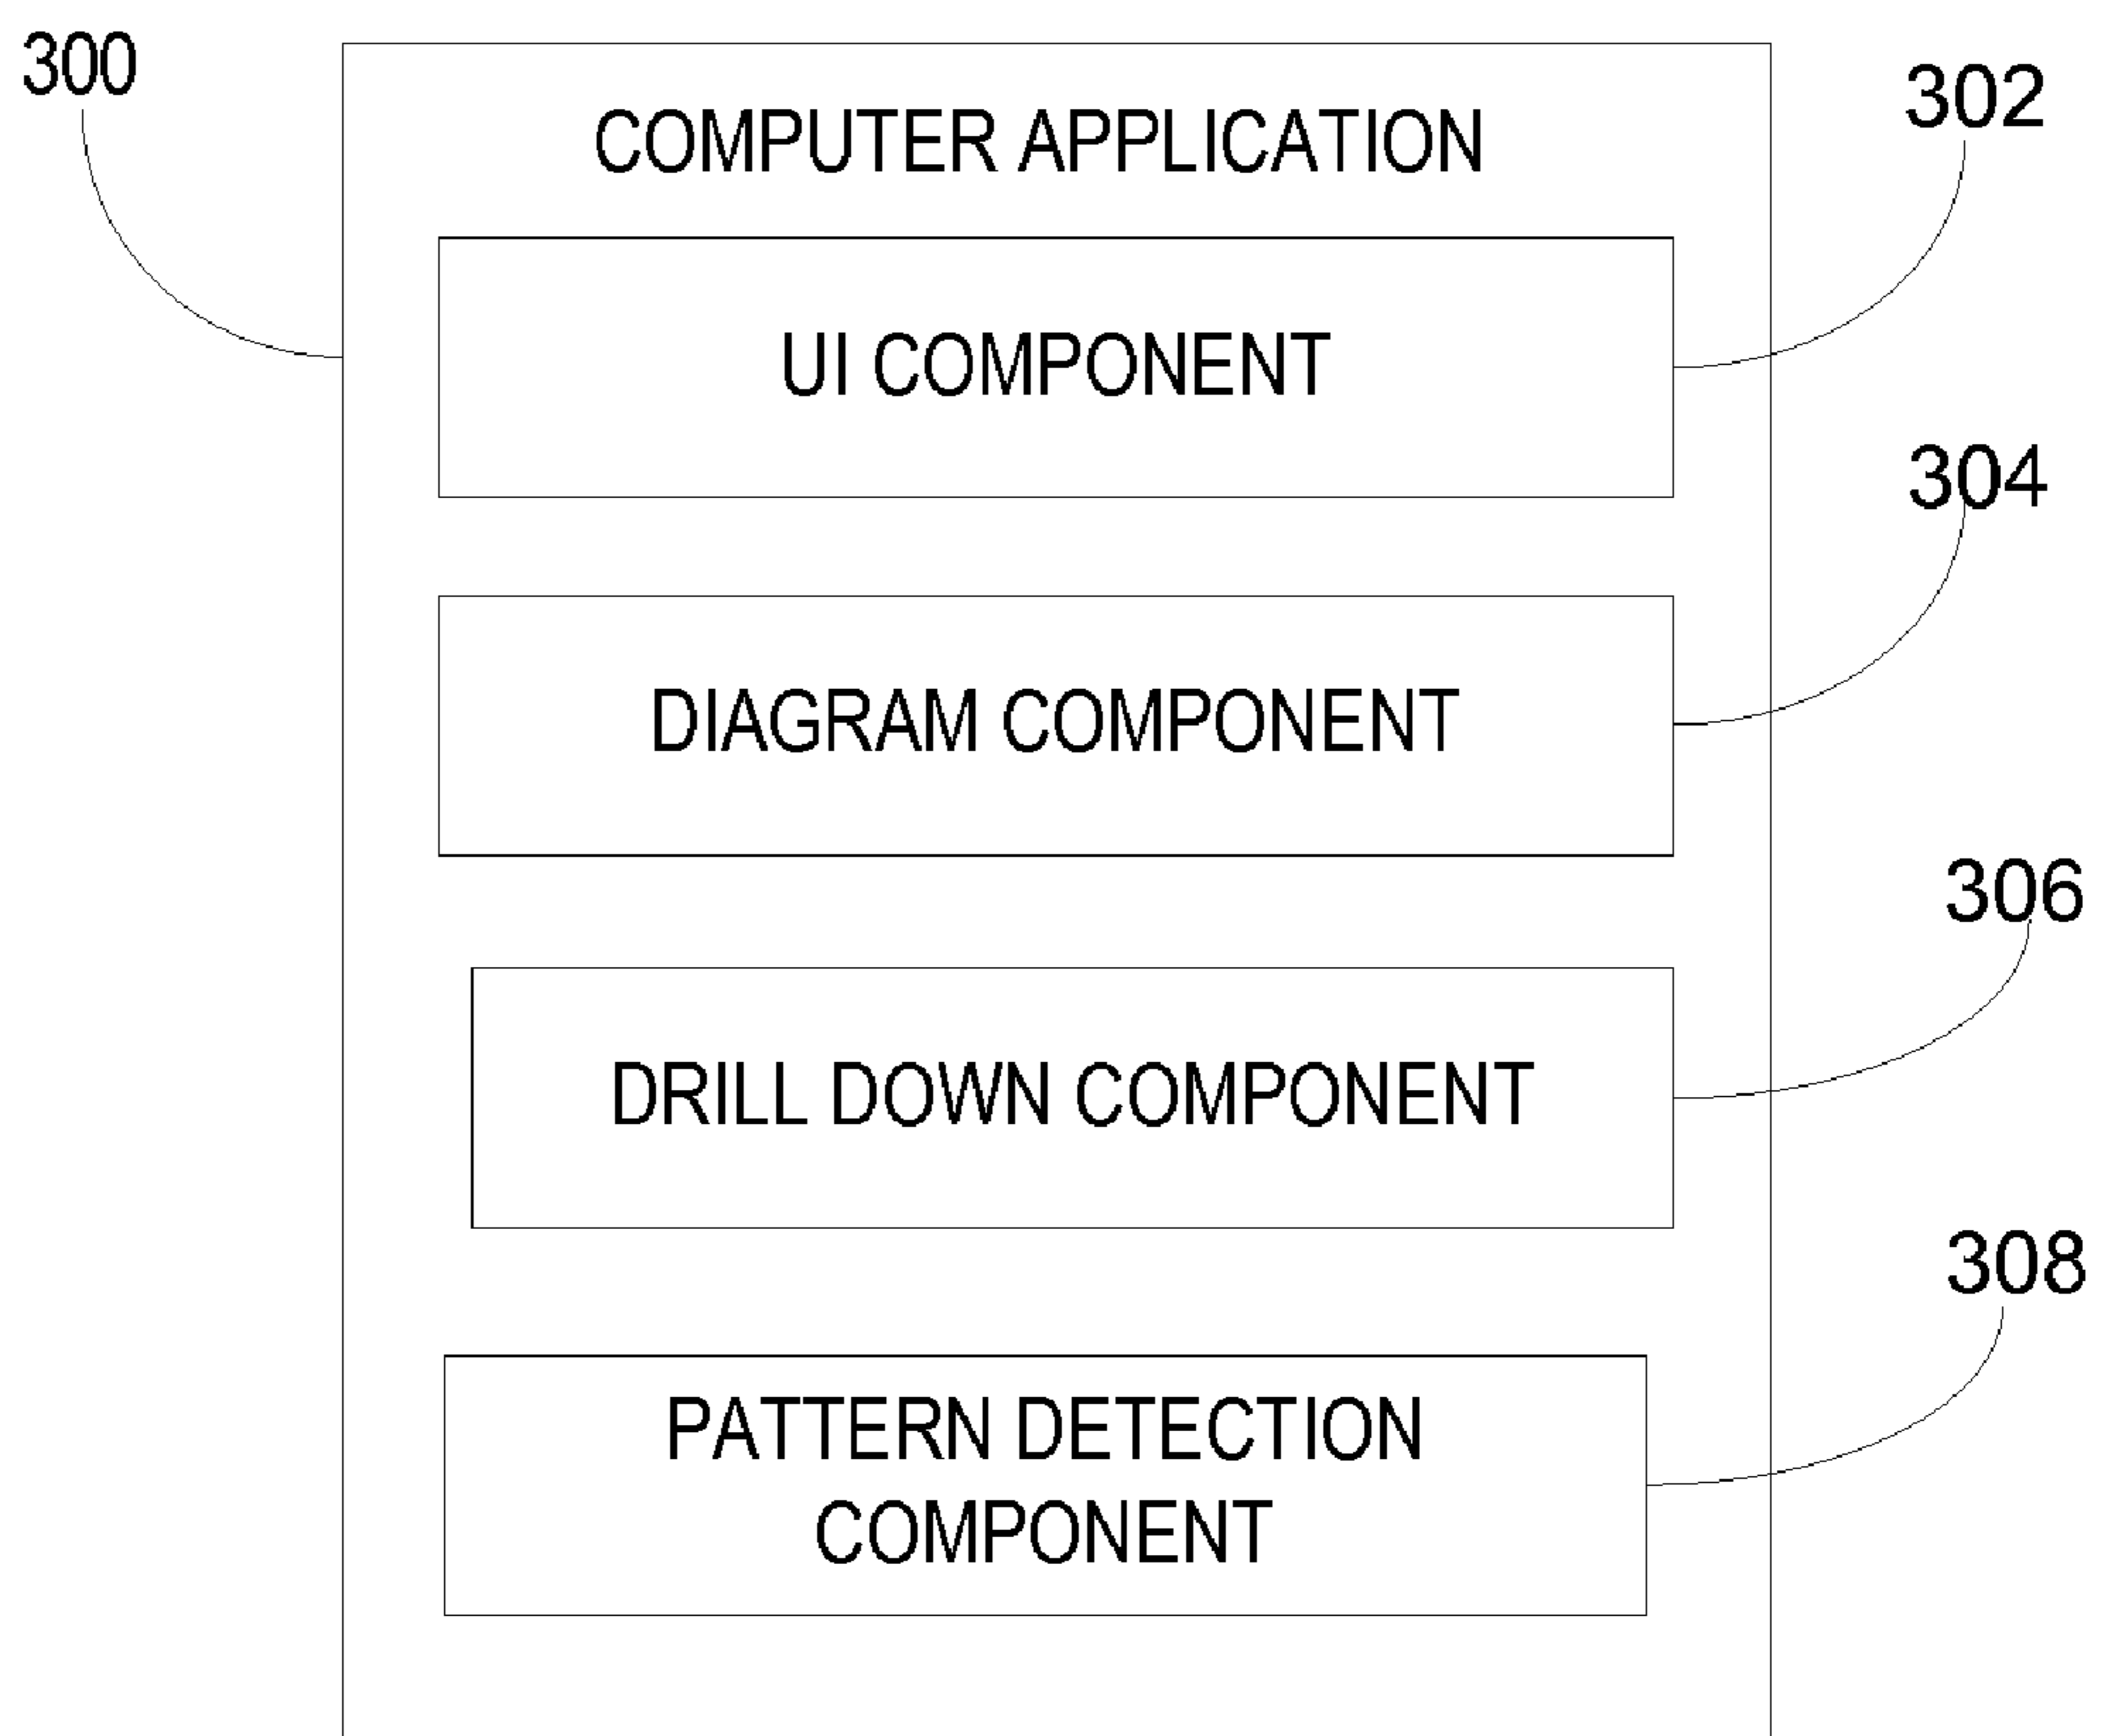 300
COMPUTER APPLICATION
302
UI COMPONENT
304
DIAGRAM COMPONENT
306
DRILL DOWN COMPONENT
308
PATTERN DETECTION
COMPONENT